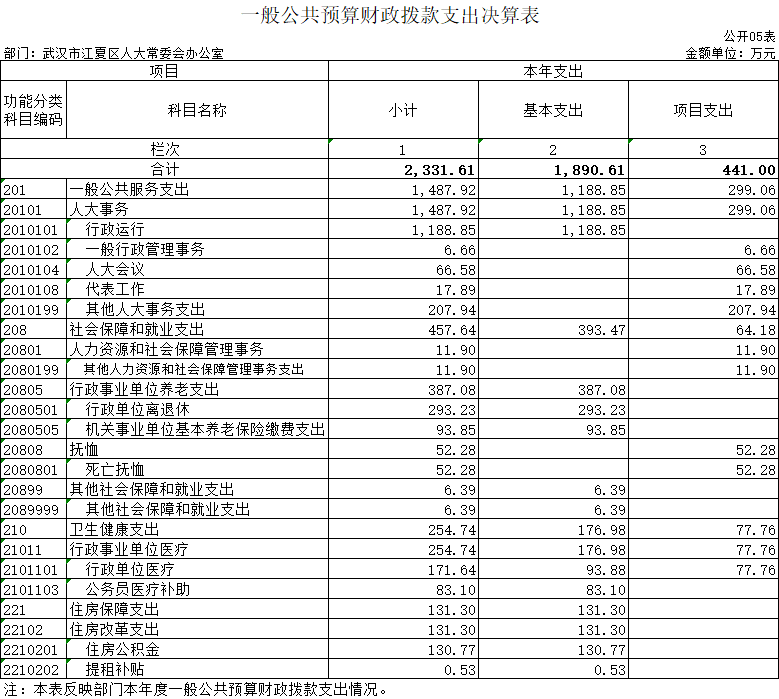 一般公共预算财政拨款支出决算表
公开05表
部门：武汉市江夏区人大常委会办公室 金额单位：万元
项目 本年支出
功能分类科目编码 科目名称 小计 基本支出 项目支出
栏次 1 2 3
合计 2,331.61 1,890.61 441.00
201 一般公共服务支出 1,487.92 1,188.85 299.06
20101 人大事务 1,487.92 1,188.85 299.06
2010101 行政运行 1,188.85 1,188.85
2010102 一般行政管理事务 6.66 6.66
2010104 人大会议 66.58 66.58
2010108 代表工作 17.89 17.89
2010199 其他人大事务支出 207.94 207.94
208 社会保障和就业支出 457.64 393.47 64.18
20801 人力资源和社会保障管理事务 11.90 11.90
2080199 其他人力资源和社会保障管理事务支出 11.90 11.90
20805 行政事业单位养老支出 387.08 387.08
2080501 行政单位离退休 293.23 293.23
2080505 机关事业单位基本养老保险缴费支出 93.85 93.85
20808 抚恤 52.28 52.28
2080801 死亡抚恤 52.28 52.28
20899 其他社会保障和就业支出 6.39 6.39
2089999 其他社会保障和就业支出 6.39 6.39
210 卫生健康支出 254.74 176.98 77.76
21011 行政事业单位医疗 254.74 176.98 77.76
2101101 行政单位医疗 171.64 93.88 77.76
2101103 公务员医疗补助 83.10 83.10
221 住房保障支出 131.30 131.30
22102 住房改革支出 131.30 131.30
2210201 住房公积金 130.77 130.77
2210202 提租补贴 0.53 0.53
注：本表反映部门本年度一般公共预算财政拨款支出情况。